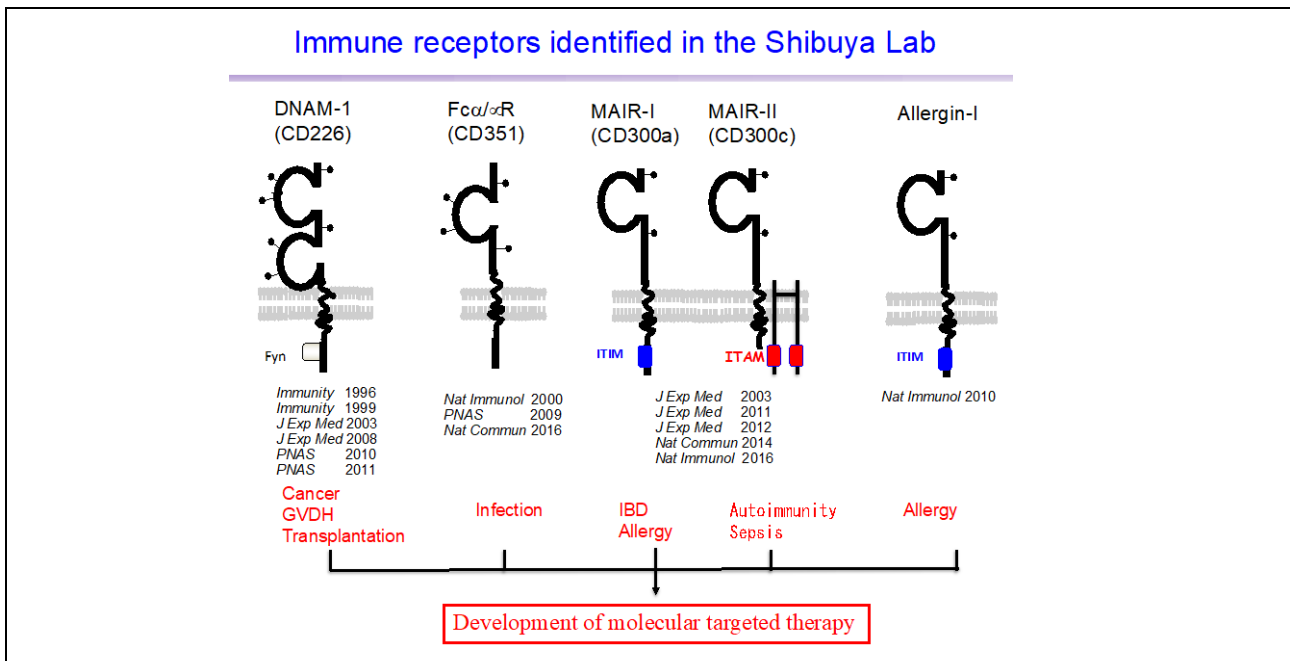 Immune receptors identified in the Shibuya Lab
DNAM-1
(CD226)
Fcα/∝R
(CD351)
MAIR-I
(CD300a)
MAIR-II
(CD300c)
Allergin-I
Fyn
ITIM
ITAM
ITIM
Immunity 1996
Immunity 1999
J Exp Med 2003
J Exp Med 2008
PNAS 2010
PNAS 2011
Nat Immunol 2000
PNAS 2009
Nat Commun 2016
J Exp Med 2003
J Exp Med 2011
J Exp Med 2012
Nat Commun 2014
Nat Immunol 2016
Nat Immunol 2010
Cancer
GVDH
Transplantation
Infection
IBD
Allergy
Autoimmunity
Sepsis
Allergy
Development of molecular targeted therapy